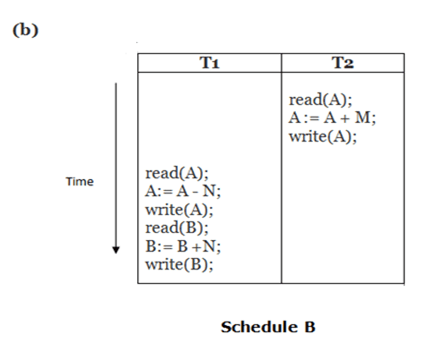 (b)
T1 T2
read(A);
A:= A + M;
write(A);
Time
read(A);
A:= A - N;
write(A);
read(B);
B:= B +N;
write(B);
Schedule B